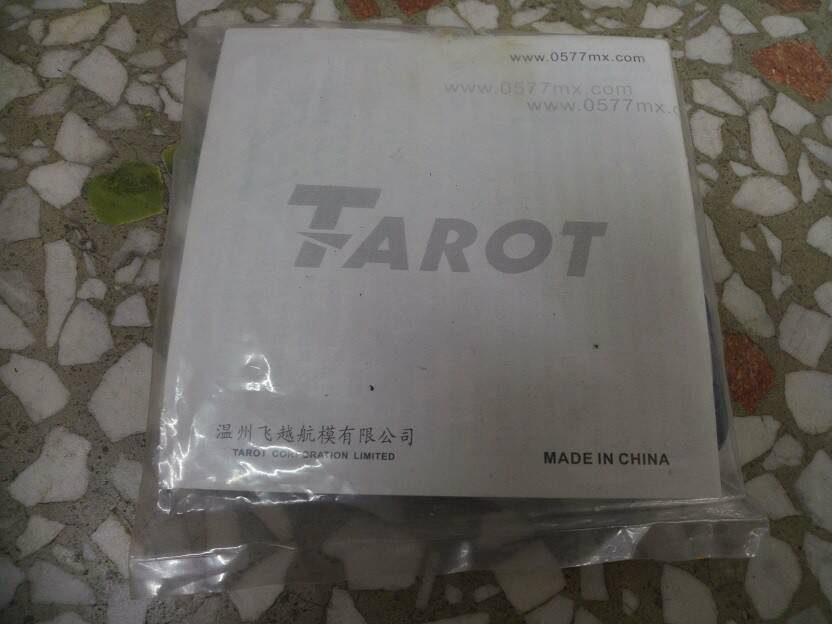 www.0577mx.com
www.0577mx.com
www.0577mx.c
TAROT
温州飞越航模有限公司
TAROT CORPORATION LIMITED
MADE IN CHINA